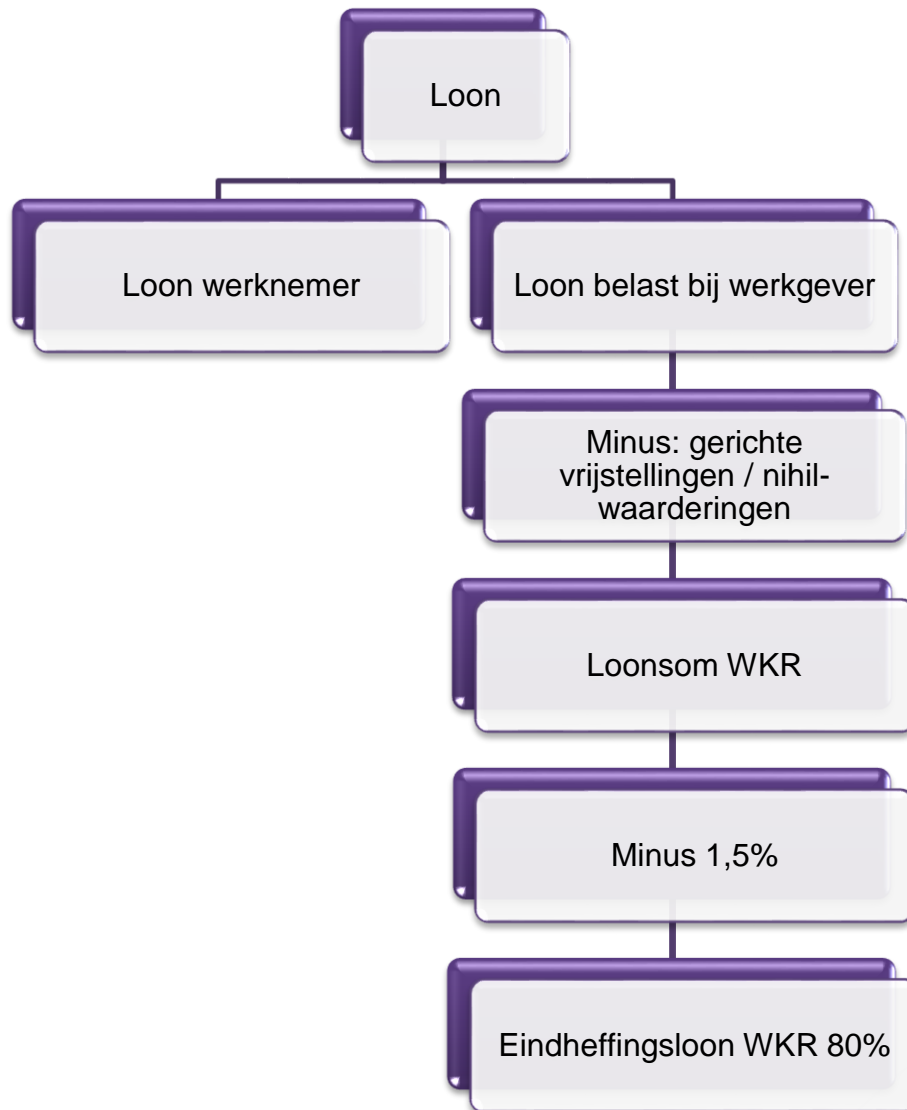 Loon
Loon werknemer
Loon belast bij werkgever
Minus: gerichte
vrijstellingen / nihil-
waarderingen
Loonsom WKR
Minus 1,5%
Eindheffingsloon WKR 80%